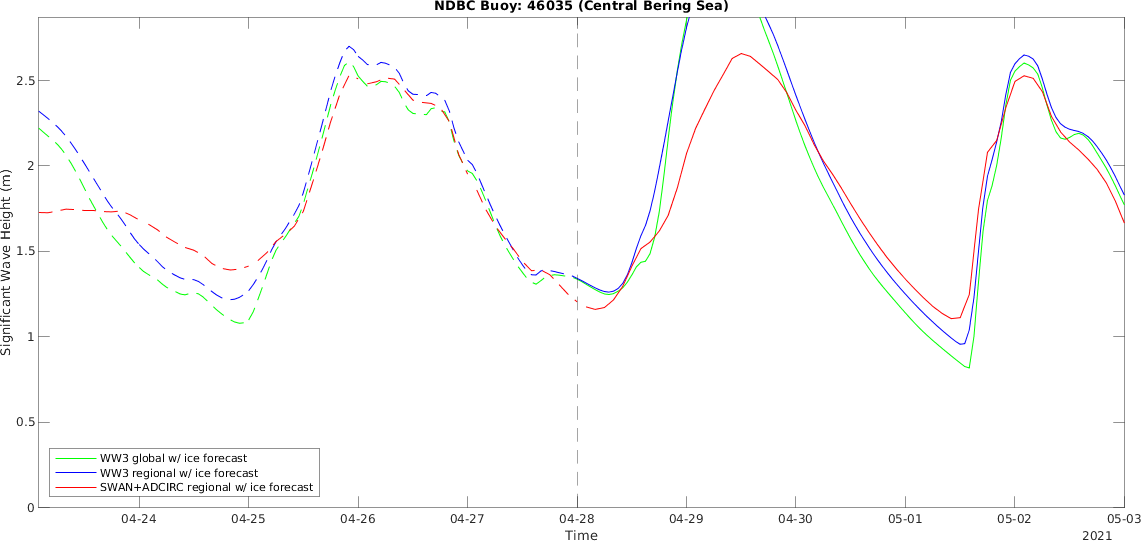 NDBC Buoy: 46035 (Central Bering Sea)
Significant Wave Height (m)
2.5
2
1.5
1
0.5
0
WW3 global w/ ice forecast
WW3 regional w/ ice forecast
SWAN+ADCIRC regional w/ ice forecast
04-24 04-25 04-26 04-27 04-28 04-29 04-30 05-01 05-02 05-03
Time
2021